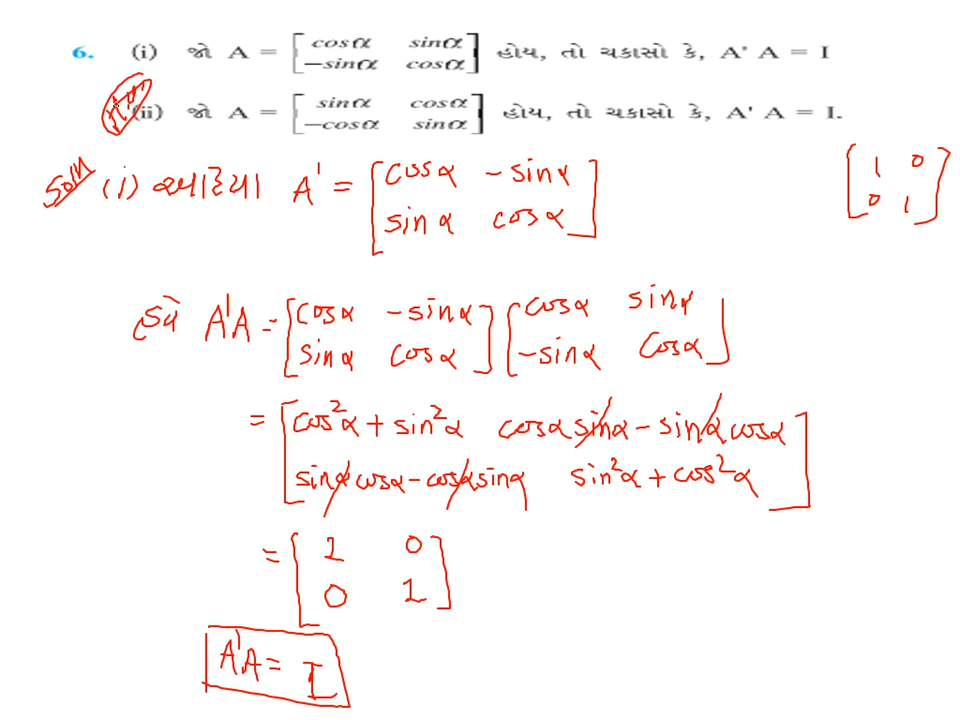 6. (i) જો A = [cosα sinα
−sinα cosα] હોય, તો ચકાસો કે, A' A = I
(ii) જો A = [sinα cosα
−cosα sinα] હોય, તો ચકાસો કે, A' A = I.
Soln (i) અહીંયા A' = [cosα −sinα
sinα cosα]
[1 0
0 1]
હવે A'A = [cosα −sinα
sinα cosα] [cosα sinα
−sinα cosα]
= [cos²α + sin²α cosα sinα − sinα cosα
sinα cosα − cosα sinα sin²α + cos²α]
= [1 0
0 1]
A'A = I